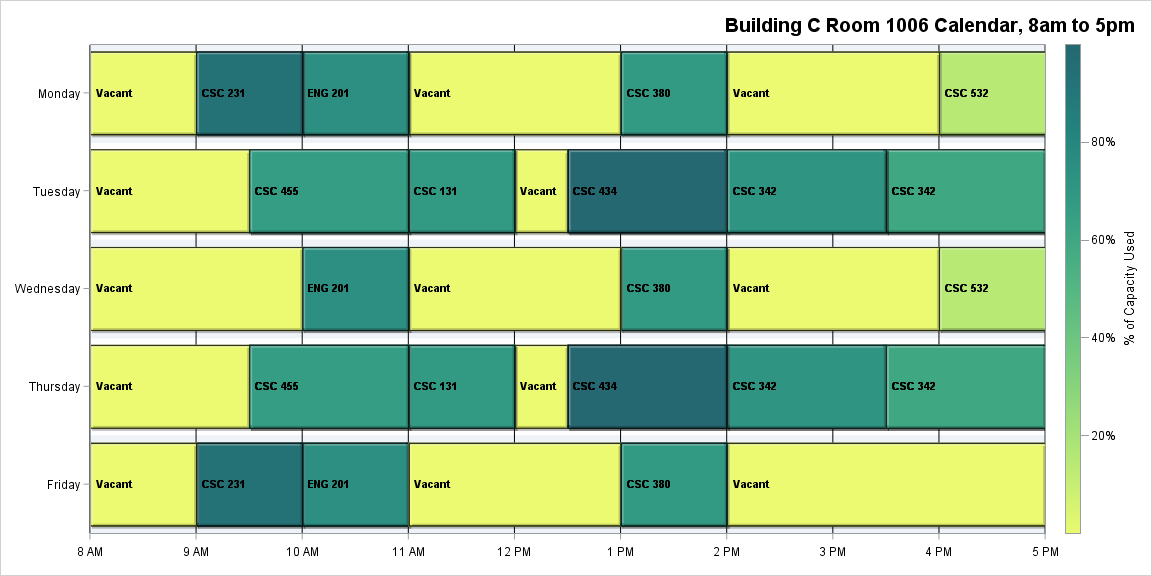 Building C Room 1006 Calendar, 8am to 5pm
Monday
Vacant
CSC 231
ENG 201
Vacant
CSC 380
Vacant
CSC 532
Tuesday
Vacant
CSC 455
CSC 131
Vacant
CSC 434
CSC 342
CSC 342
Wednesday
Vacant
ENG 201
Vacant
CSC 380
Vacant
CSC 532
Thursday
Vacant
CSC 455
CSC 131
Vacant
CSC 434
CSC 342
CSC 342
Friday
Vacant
CSC 231
ENG 201
Vacant
CSC 380
Vacant
8 AM
9 AM
10 AM
11 AM
12 PM
1 PM
2 PM
3 PM
4 PM
5 PM
80%
60%
40%
20%
% of Capacity Used